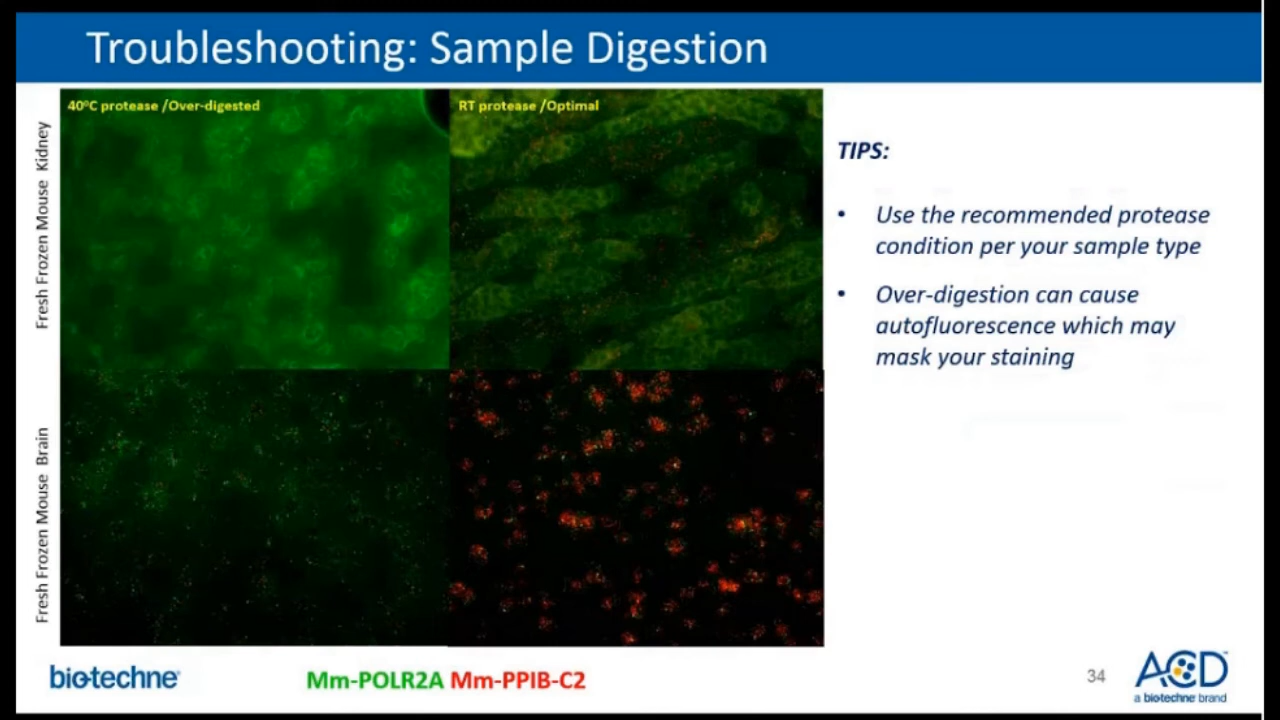 Troubleshooting: Sample Digestion
40°C protease /Over-digested
RT protease /Optimal
Fresh Frozen Mouse Kidney
Fresh Frozen Mouse Brain
TIPS:
• Use the recommended protease
condition per your sample type
• Over-digestion can cause
autofluorescence which may
mask your staining
bio-techne®
Mm-POLR2A Mm-PPIB-C2
34
ACD™
a biotechne brand